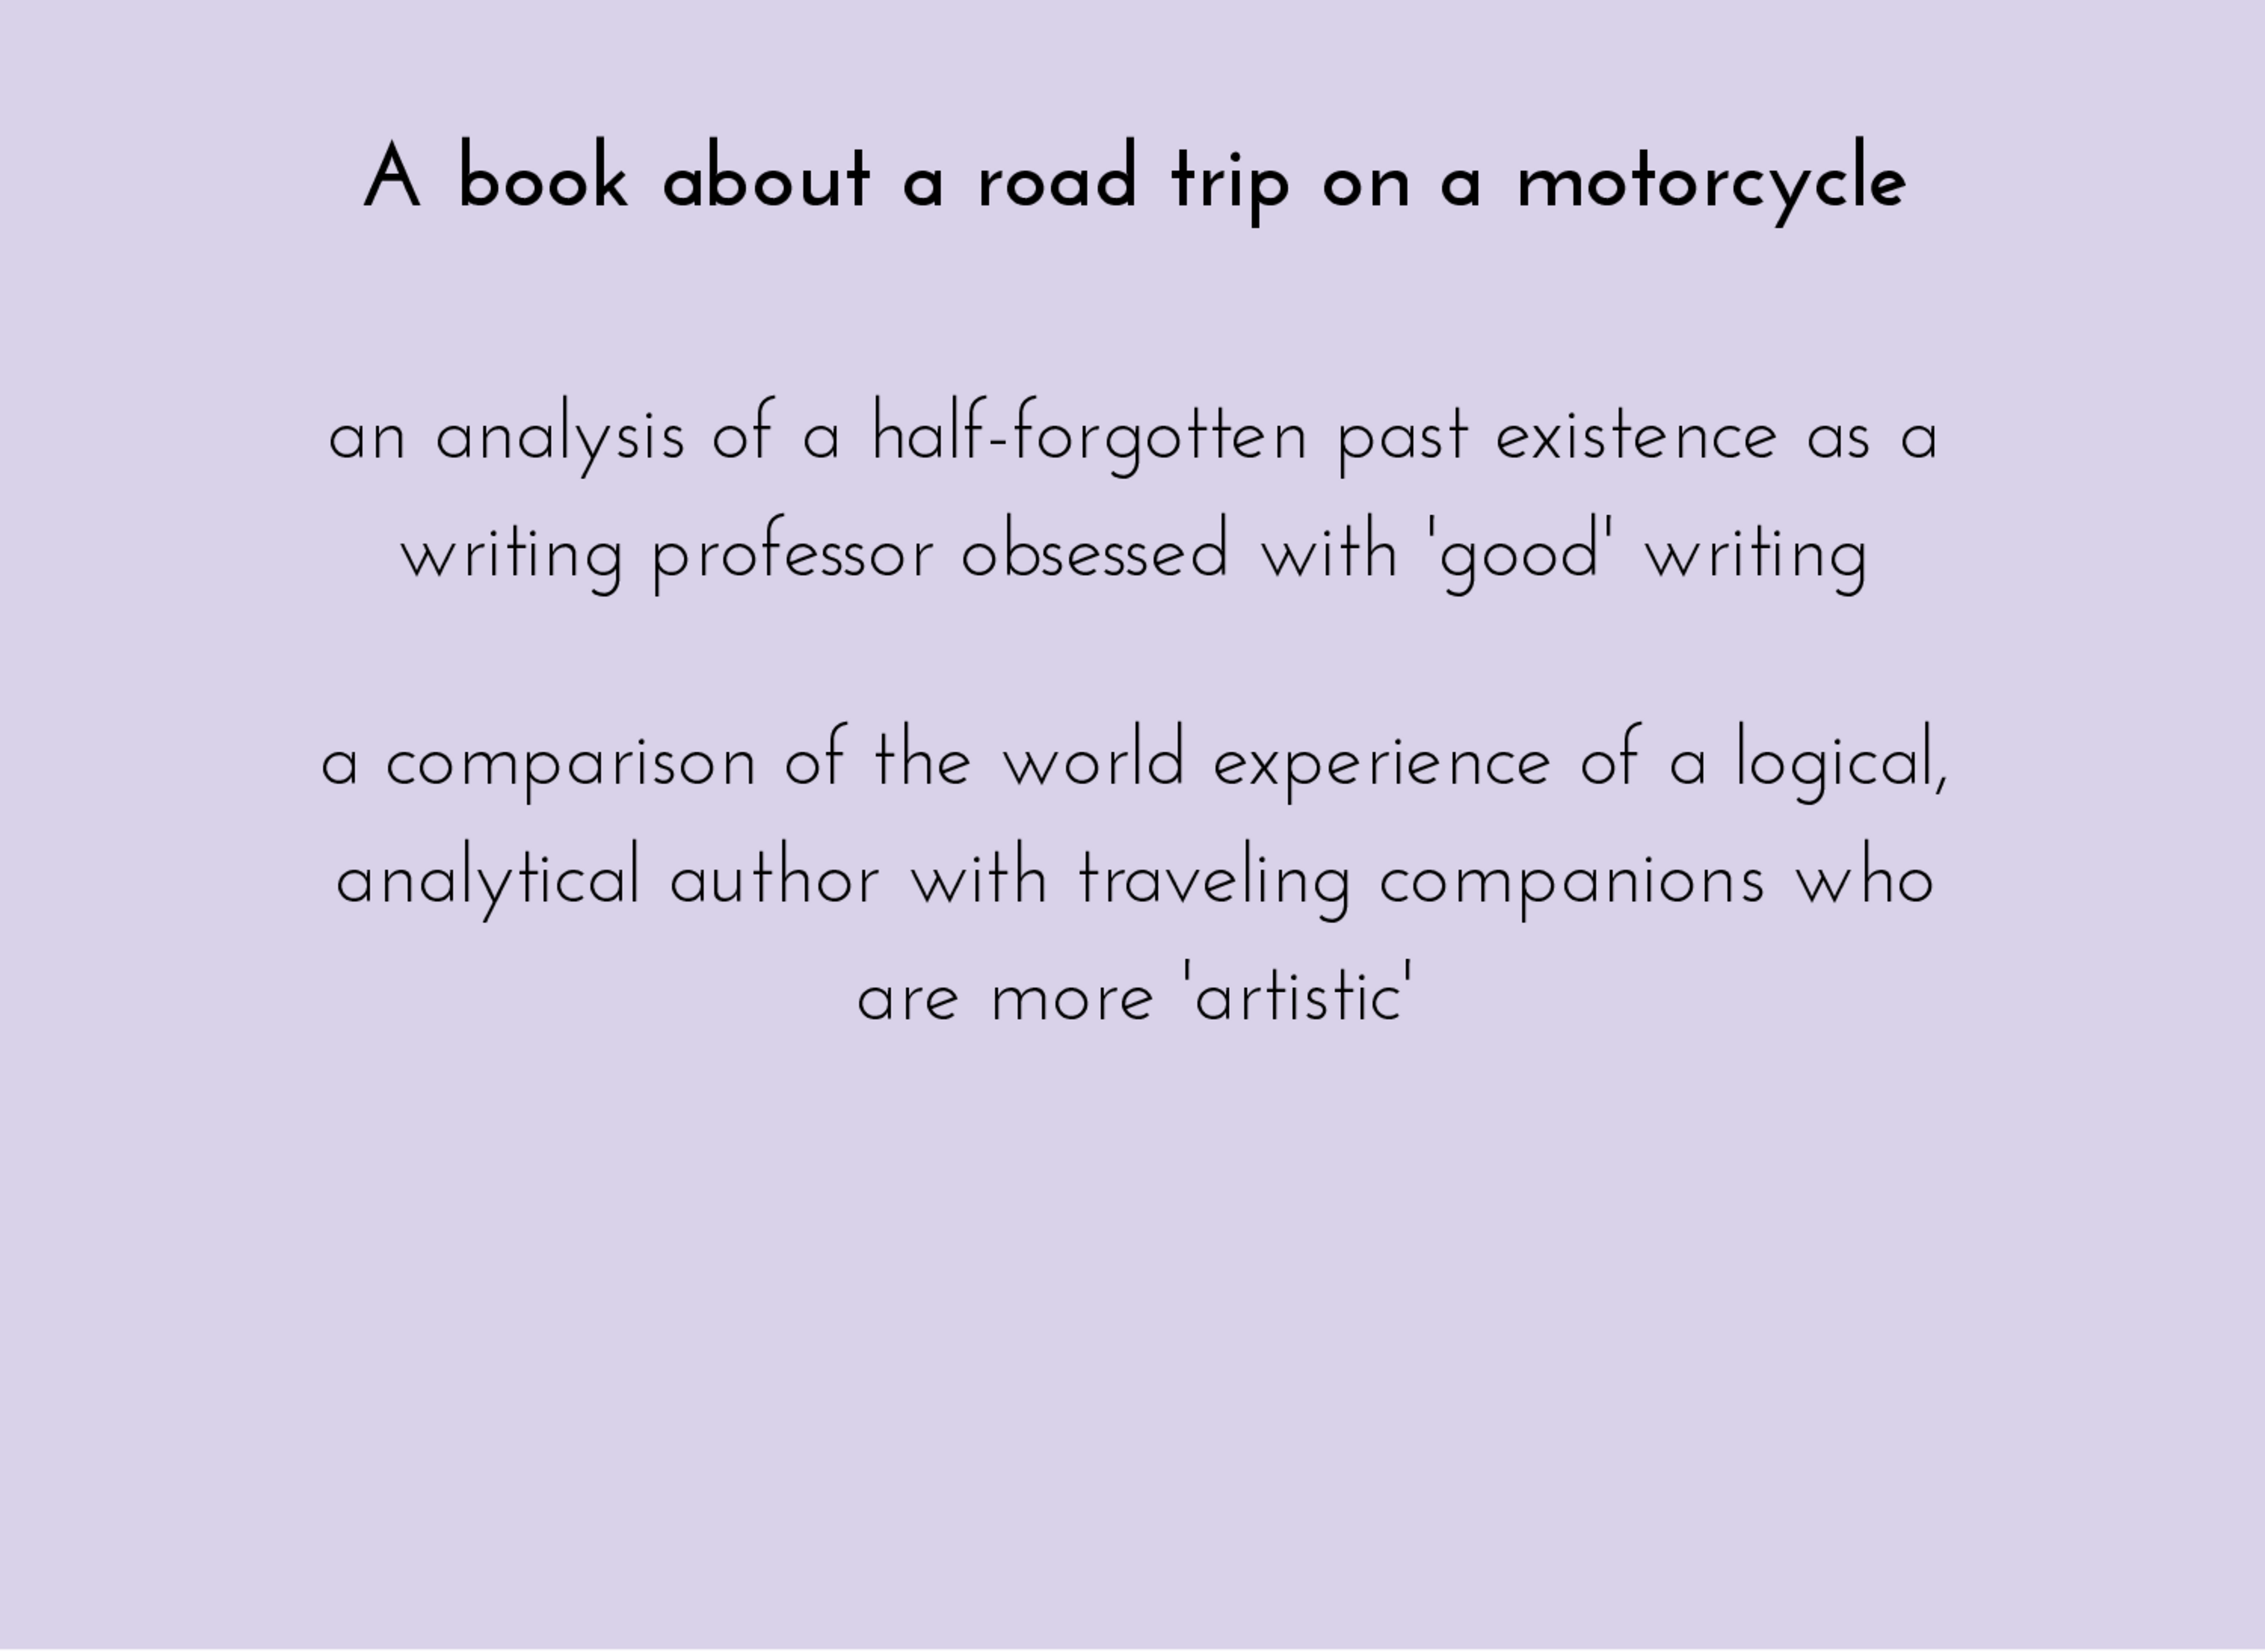 A book about a road trip on a motorcycle
an analysis of a half-forgotten past existence as a
writing professor obsessed with 'good' writing
a comparison of the world experience of a logical,
analytical author with traveling companions who
are more 'artistic'